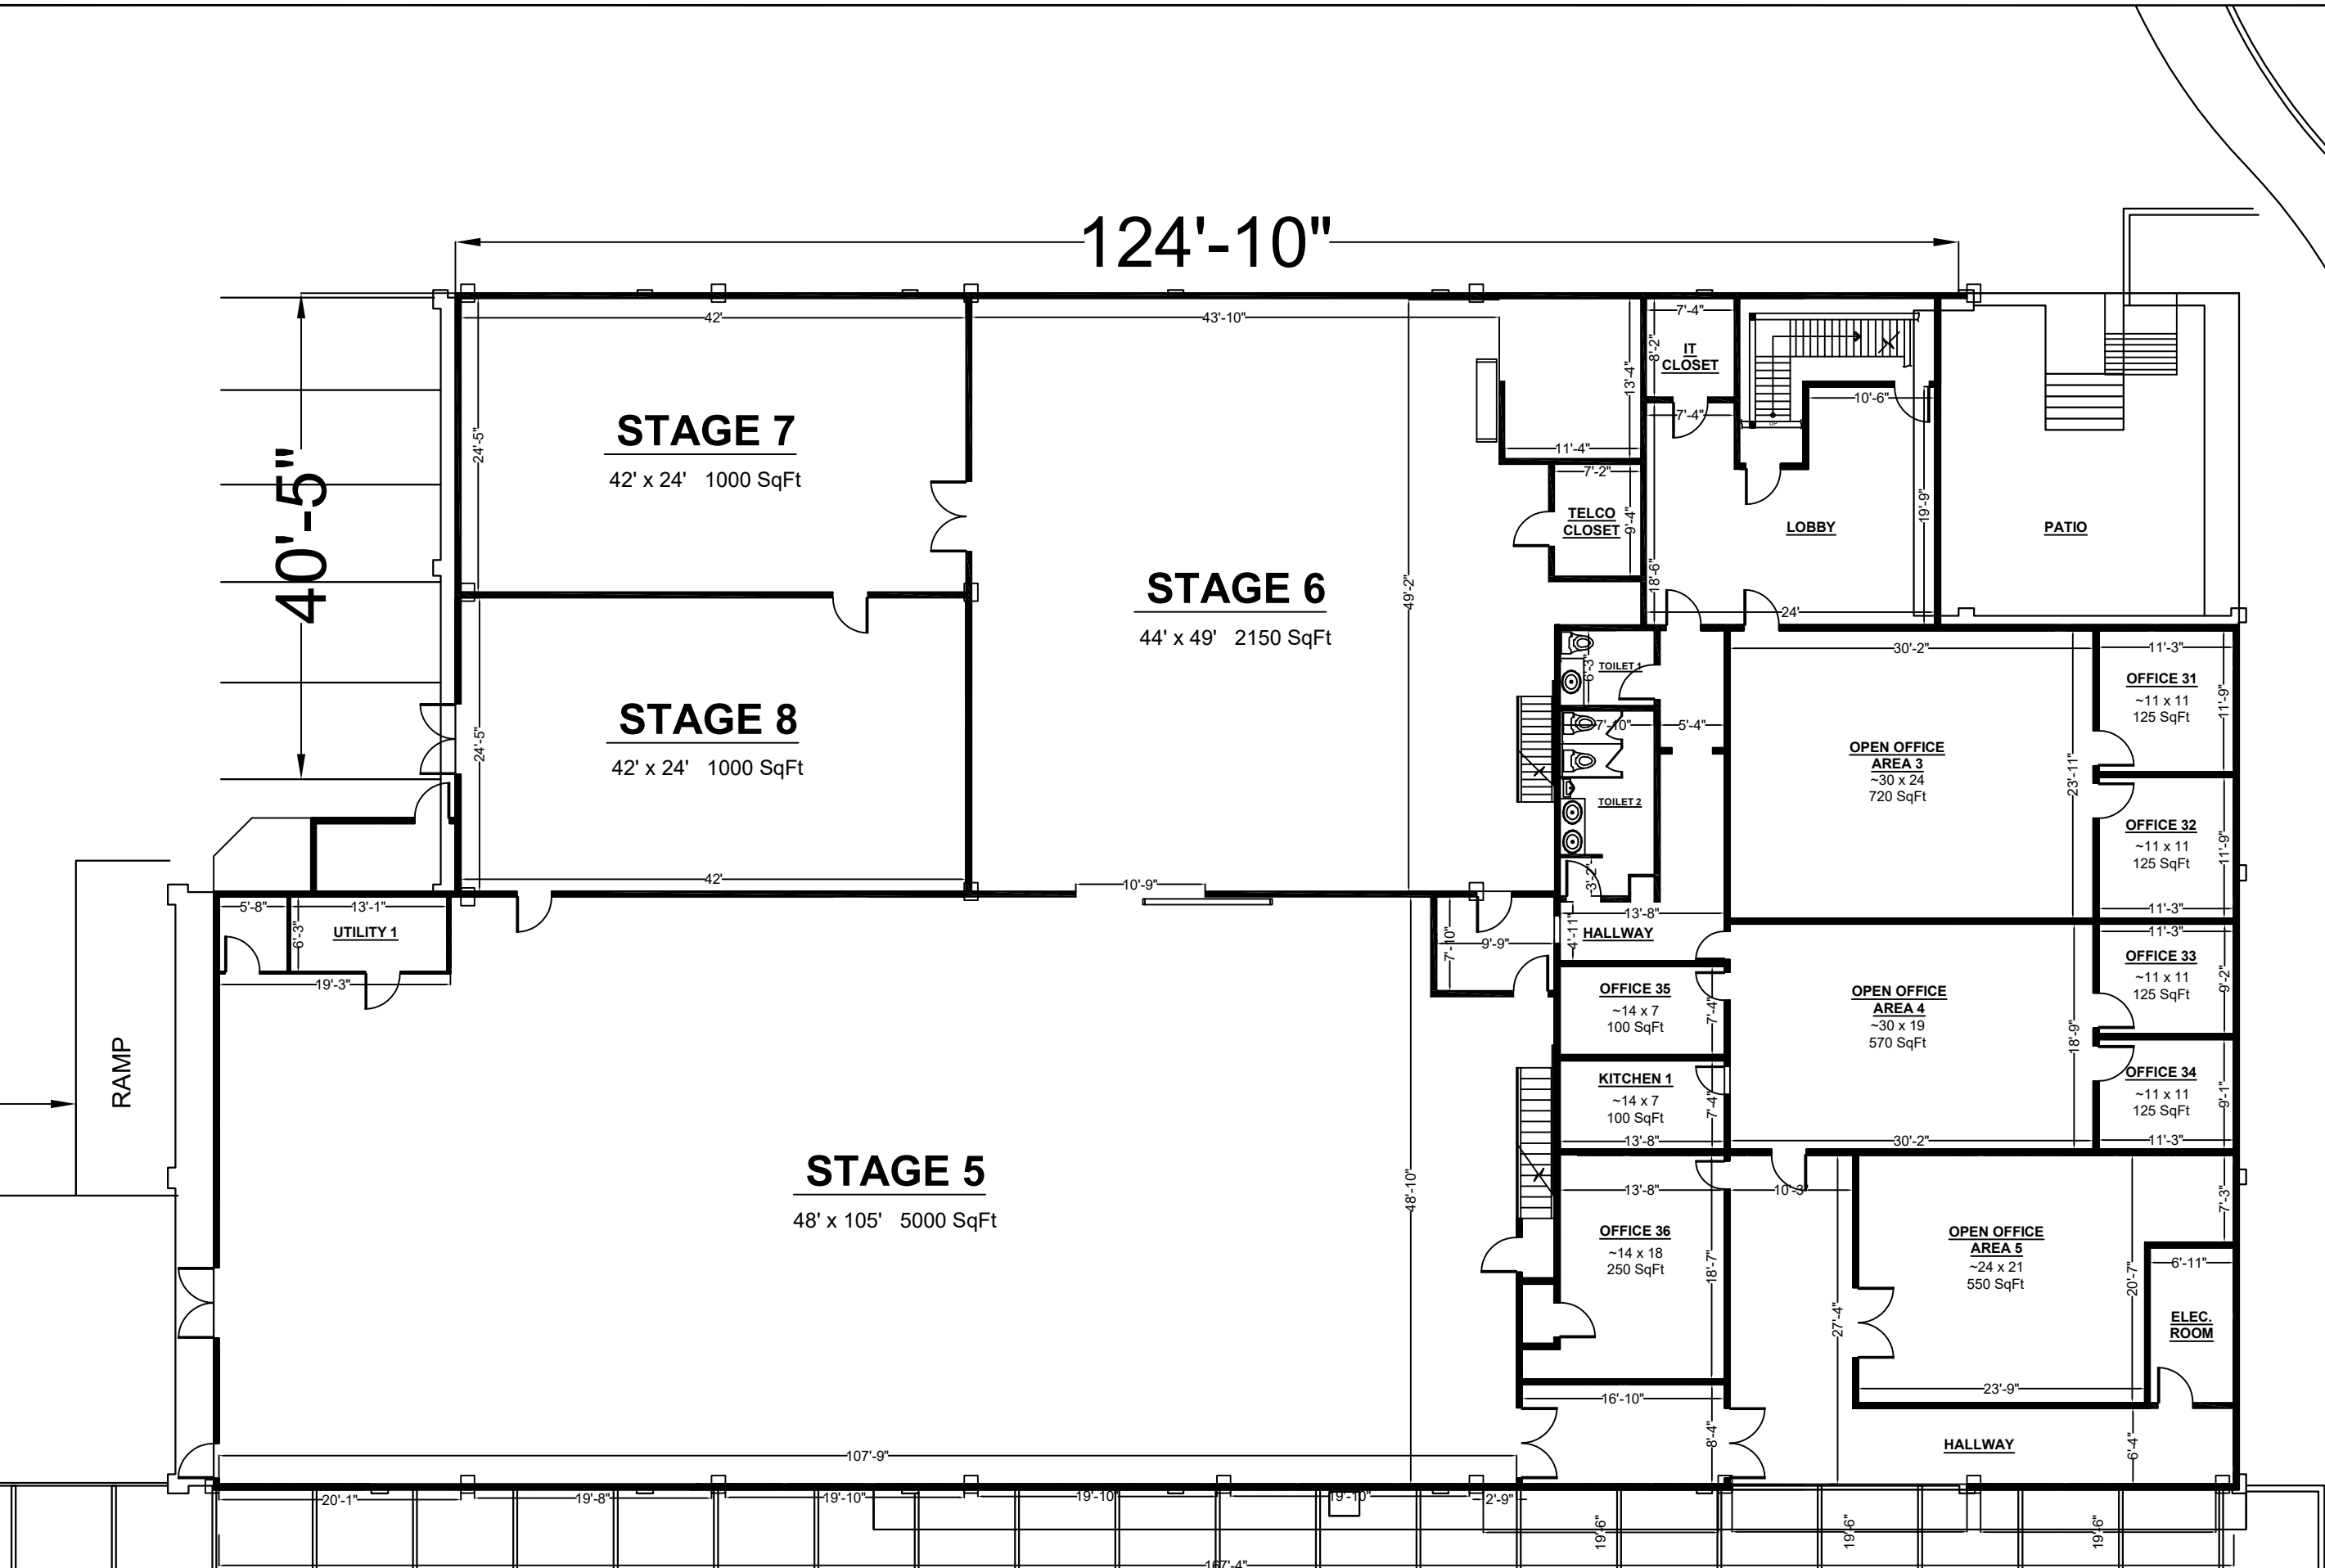 124'-10"
40'-5"
42'
43'-10"
7'-4"
8'-2"
IT
CLOSET
13'-4"
7'-4"
10'-6"
UP
24'-5"
STAGE 7
42' x 24' 1000 SqFt
11'-4"
7'-2"
TELCO
CLOSET
9'-4"
LOBBY
19'-9"
PATIO
18'-6"
24'
49'-2"
STAGE 6
44' x 49' 2150 SqFt
TOILET 1
6'-3"
30'-2"
11'-3"
OFFICE 31
~11 x 11
125 SqFt
11'-9"
STAGE 8
42' x 24' 1000 SqFt
24'-5"
7'-10"
5'-4"
OPEN OFFICE
AREA 3
~30 x 24
720 SqFt
23'-11"
TOILET 2
OFFICE 32
~11 x 11
125 SqFt
11'-9"
42'
10'-9"
3'-2"
11'-3"
5'-8"
13'-1"
6'-3"
UTILITY 1
19'-3"
7'-10"
9'-9"
13'-8"
4'-11"
HALLWAY
11'-3"
OFFICE 33
~11 x 11
125 SqFt
9'-2"
OFFICE 35
~14 x 7
100 SqFt
7'-4"
OPEN OFFICE
AREA 4
~30 x 19
570 SqFt
18'-9"
RAMP
KITCHEN 1
~14 x 7
100 SqFt
7'-4"
13'-8"
30'-2"
OFFICE 34
~11 x 11
125 SqFt
9'-1"
11'-3"
STAGE 5
48' x 105' 5000 SqFt
48'-10"
13'-8"
10'-3"
7'-3"
OFFICE 36
~14 x 18
250 SqFt
18'-7"
OPEN OFFICE
AREA 5
~24 x 21
550 SqFt
20'-7"
6'-11"
ELEC.
ROOM
27'-4"
23'-9"
16'-10"
8'-4"
HALLWAY
6'-4"
107'-9"
20'-1"
19'-8"
19'-10"
19'-10"
19'-10"
2'-9"
19'-6"
19'-6"
19'-6"
167'-4"